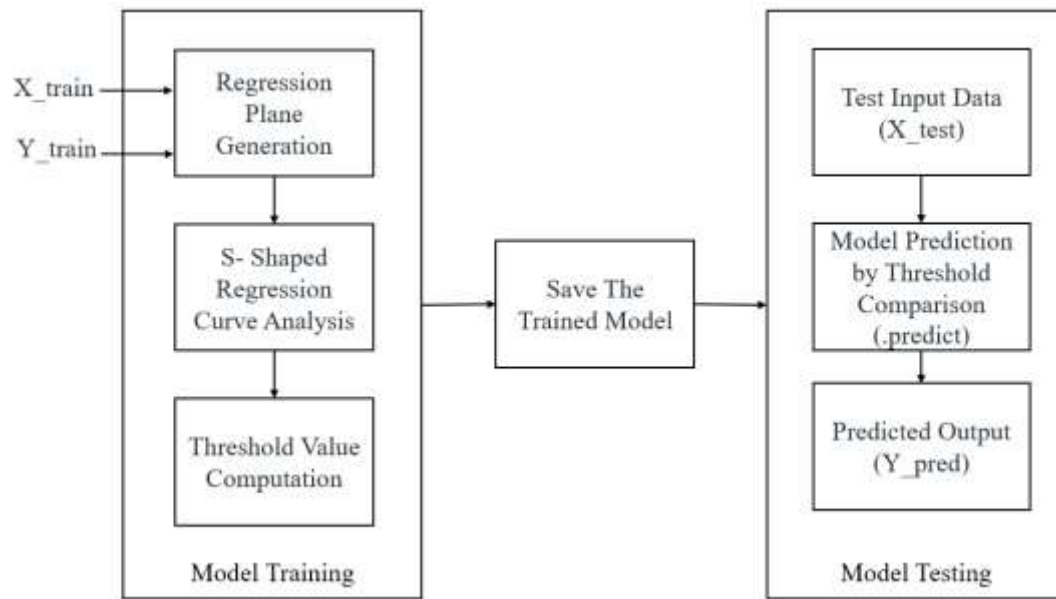 X_train
Y_train
Regression
Plane
Generation
S- Shaped
Regression
Curve Analysis
Threshold Value
Computation
Model Training
Save The
Trained Model
Test Input Data
(X_test)
Model Prediction
by Threshold
Comparison
(.predict)
Predicted Output
(Y_pred)
Model Testing